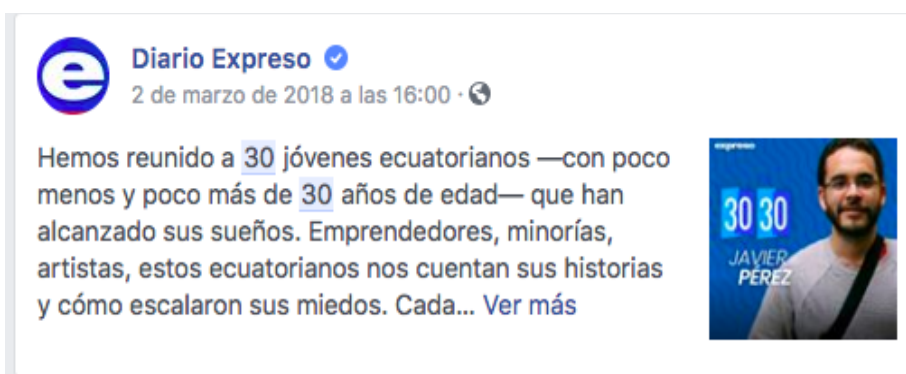 e
Diario Expreso
2 de marzo de 2018 a las 16:00 ·
Hemos reunido a 30 jóvenes ecuatorianos —con poco
menos y poco más de 30 años de edad— que han
alcanzado sus sueños. Emprendedores, minorías,
artistas, estos ecuatorianos nos cuentan sus historias
y cómo escalaron sus miedos. Cada... Ver más
expreso
30 30
JAVIER
PÉREZ